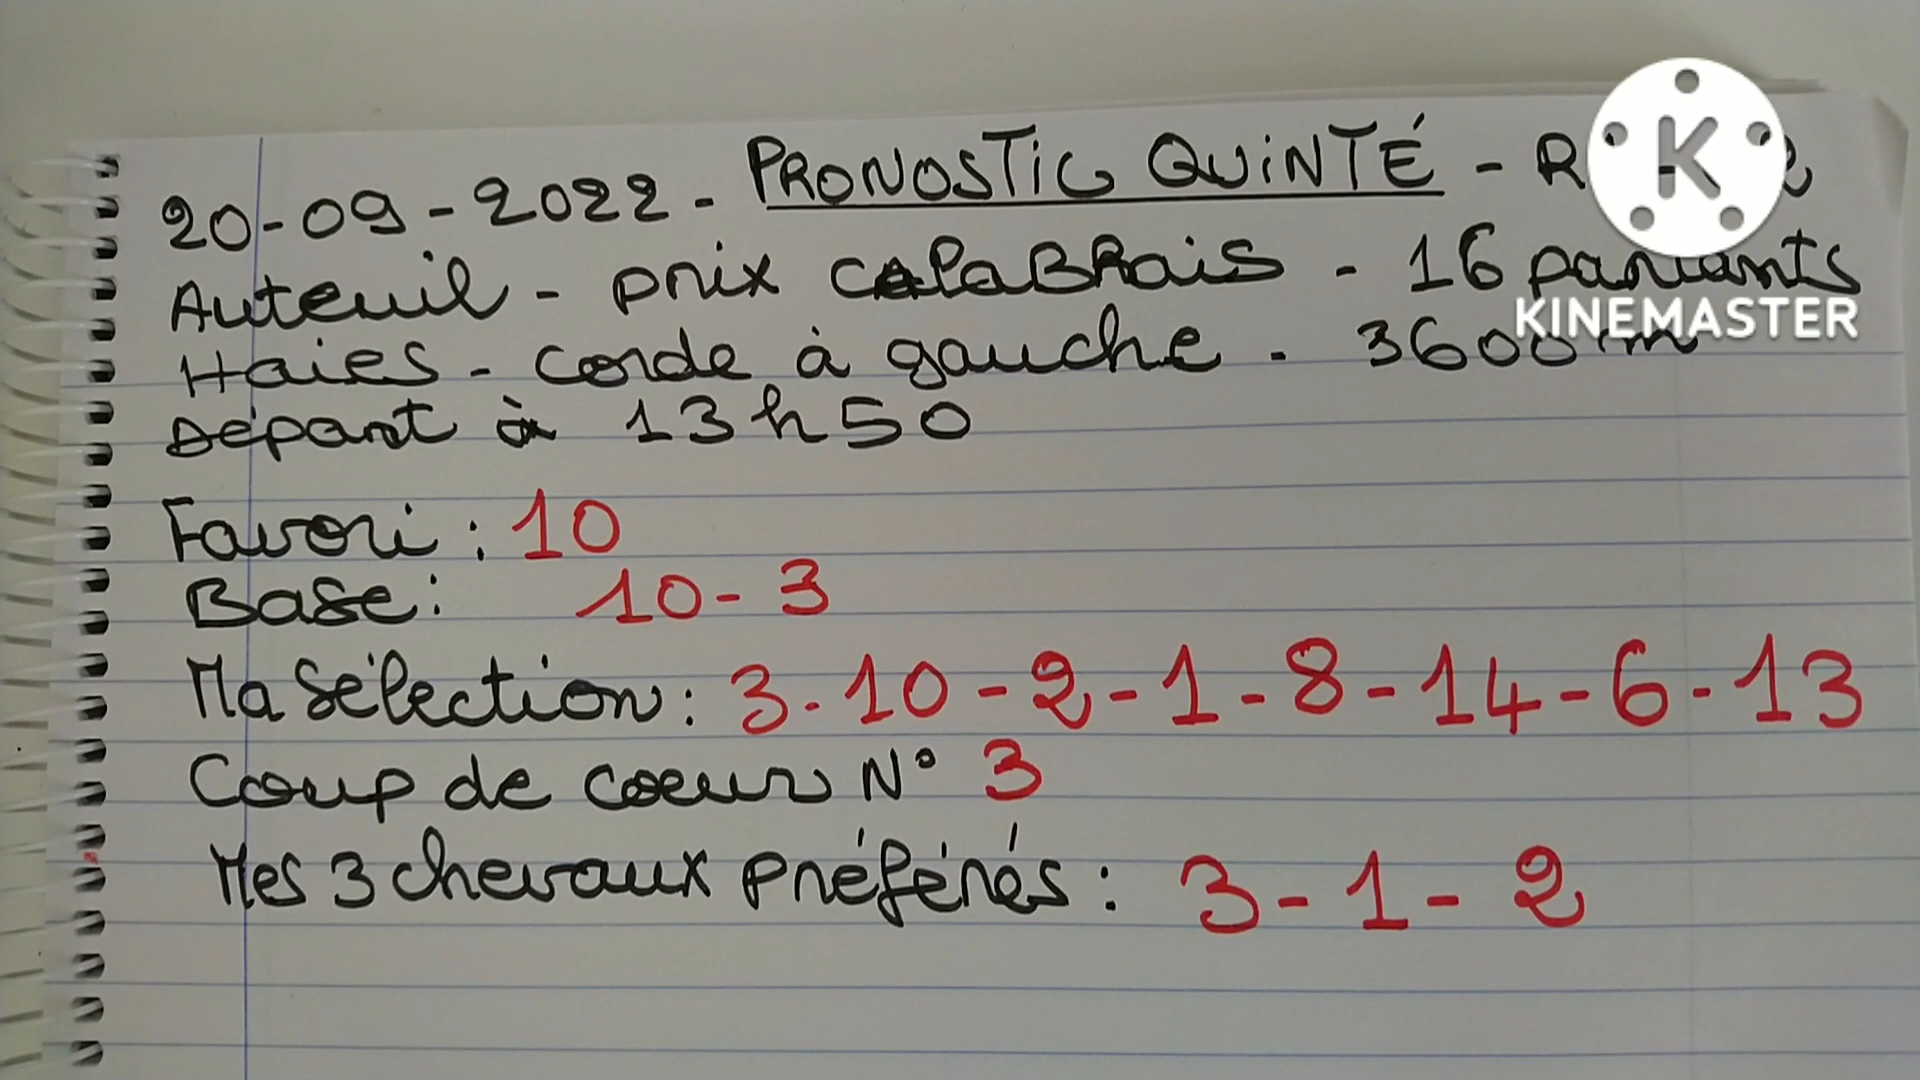 20-09-2022 - PRONOSTIC QUINTÉ -
Auteuil - prix CALABRAIS - 16 partants
Haies - corde à gauche - 3600 m
Départ à 13h50
Favori : 10
Base : 10 - 3
Ma Sélection : 3 - 10 - 2 - 1 - 8 - 14 - 6 - 13
Coup de coeur N° 3
Mes 3 chevaux préférés : 3 - 1 - 2
K
KINEMASTER